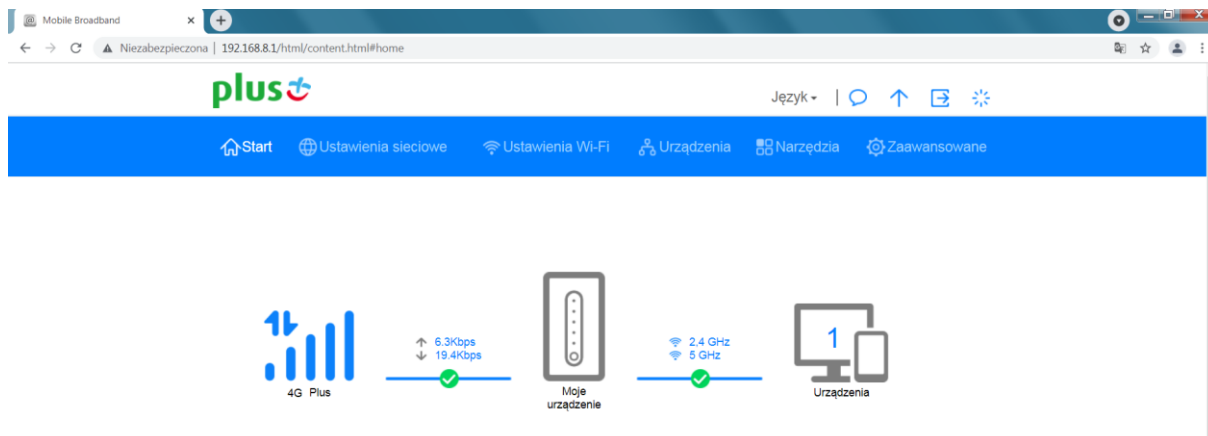 Mobile Broadband
Niezabezpieczona | 192.168.8.1/html/content.html#home
plus
Język
Start Ustawienia sieciowe Ustawienia Wi-Fi Urządzenia Narzędzia Zaawansowane
6.3Kbps
19.4Kbps
2,4 GHz
5 GHz
1
4G Plus
Moje
urządzenie
Urządzenia